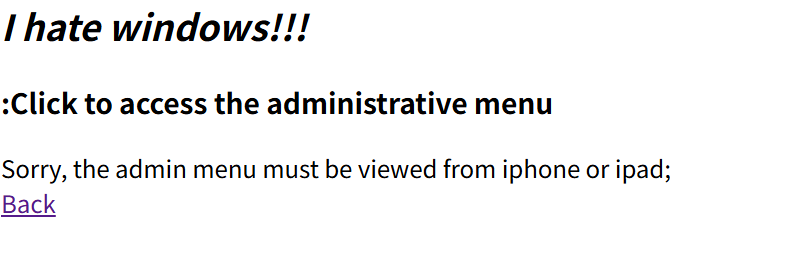 I hate windows!!!
:Click to access the administrative menu
Sorry, the admin menu must be viewed from iphone or ipad;
Back